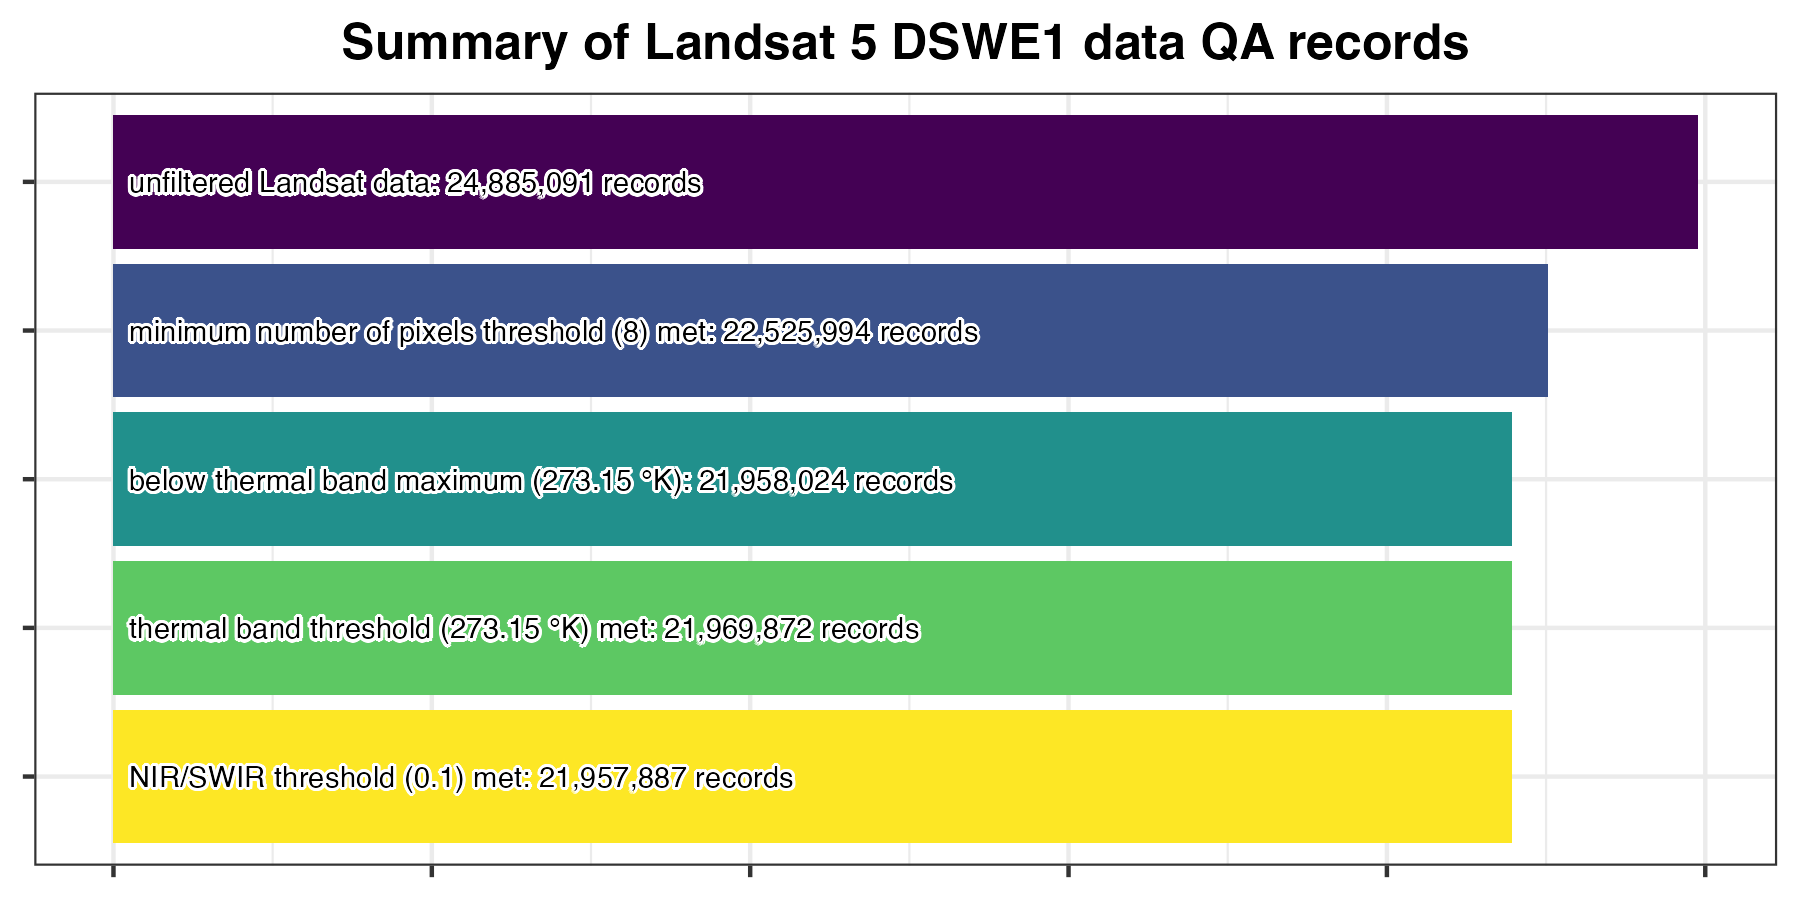 Summary of Landsat 5 DSWE1 data QA records
unfiltered Landsat data: 24,885,091 records
minimum number of pixels threshold (8) met: 22,525,994 records
below thermal band maximum (273.15 °K): 21,958,024 records
thermal band threshold (273.15 °K) met: 21,969,872 records
NIR/SWIR threshold (0.1) met: 21,957,887 records